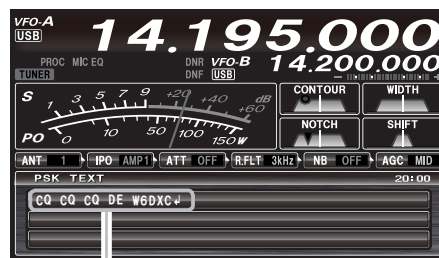 VFO-A
USB
14.195.000
PROC MIC EQ
TUNER
DNR VFO-B 14.200.000
DNF USB
S 1 3 5 7 9 +20 +40 +60 dB
PO 0 10 50 100 150 W
CONTOUR WIDTH
NOTCH SHIFT
ANT 1 IPO AMP1 ATT OFF R.FLT 3kHz NB OFF AGC MID
PSK TEXT 20:00
CQ CQ CQ DE W6DXC↲